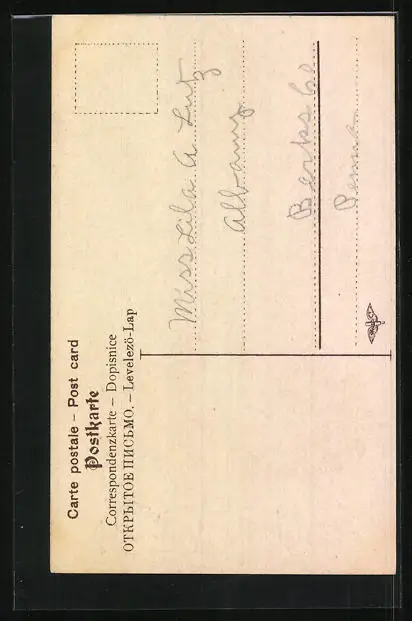 Carte postale – Post card
Postkarte
Correspondenzkarte – Dopisnice
ОТКРЫТОЕ ПИСЬМО. – Levelezö-Lap
Miss Lila A Lutz
Albany
Berks Co
Penna